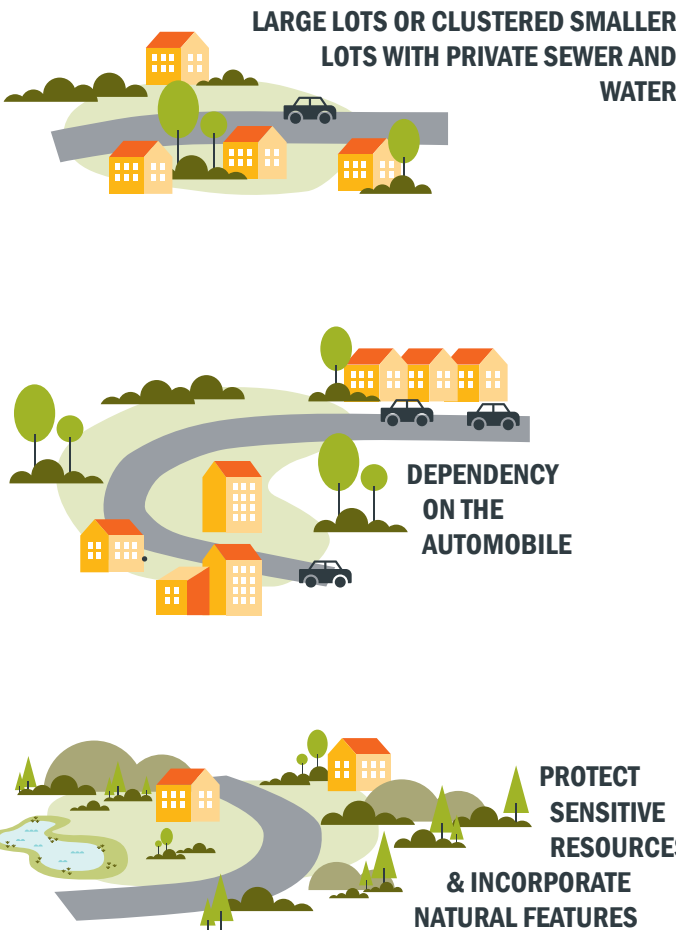 LARGE LOTS OR CLUSTERED SMALLER
LOTS WITH PRIVATE SEWER AND
WATER
DEPENDENCY
ON THE
AUTOMOBILE
PROTECT
SENSITIVE
RESOURCES
& INCORPORATE
NATURAL FEATURES